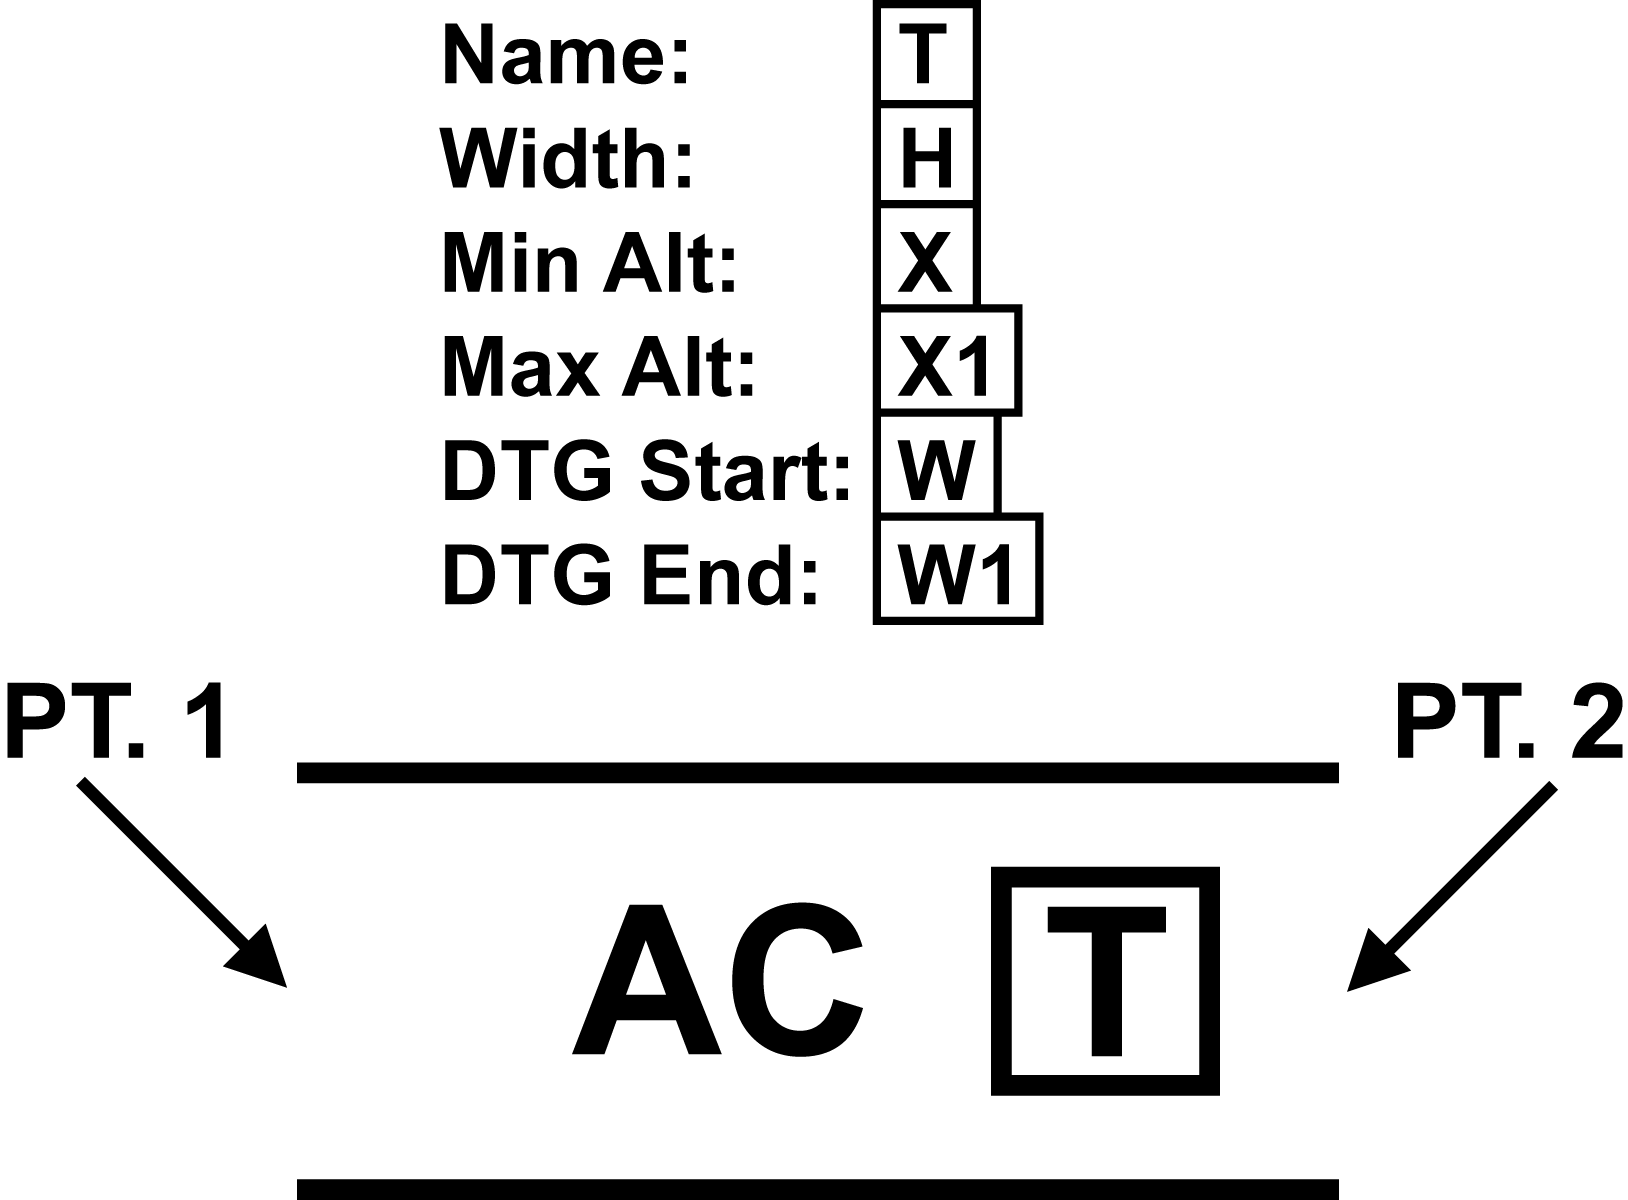 Name: T
Width: H
Min Alt: X
Max Alt: X1
DTG Start: W
DTG End: W1
PT. 1 PT. 2
AC T